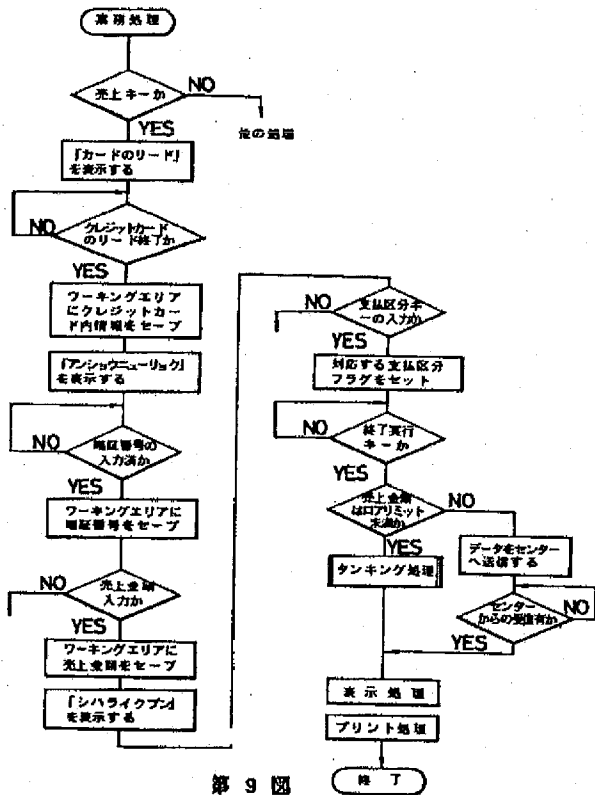 業務処理
売上キーか
NO
他の処理
YES
「カードのリード」
を表示する
クレジットカード
のリード終了か
NO
YES
ワーキングエリア
にクレジットカー
ド内情報をセーブ
「アンショウニューリョク」
を表示する
暗証番号の
入力済か
NO
YES
ワーキングエリアに
暗証番号をセーブ
売上金額
入力か
NO
YES
ワーキングエリアに
売上金額をセーブ
「シハライクブン」
を表示する
支払区分キ
ーの入力か
NO
YES
対応する支払区分
フラグをセット
終了実行
キーか
NO
YES
売上金額
はロアリミット
未満か
NO
YES
タンキング処理
データをセンター
へ送信する
センター
からの受信有か
NO
YES
表示処理
プリント処理
終了
第9図